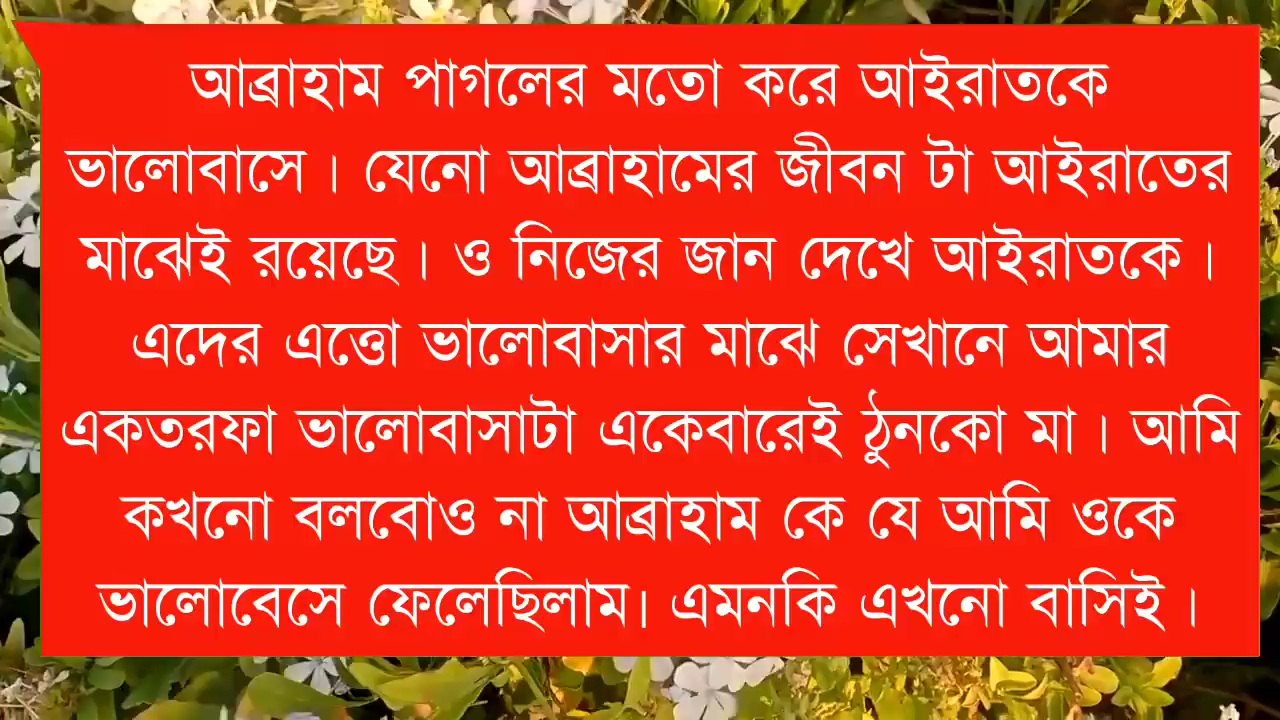 আব্রাহাম পাগলের মতো করে আইরাতকে
ভালোবাসে। যেনো আব্রাহামের জীবন টা আইরাতের
মাঝেই রয়েছে। ও নিজের জান দেখে আইরাতকে।
এদের এত্তো ভালোবাসার মাঝে সেখানে আমার
একতরফা ভালোবাসাটা একেবারেই ঠুনকো মা। আমি
কখনো বলবোও না আব্রাহাম কে যে আমি ওকে
ভালোবেসে ফেলেছিলাম। এমনকি এখনো বাসিই।